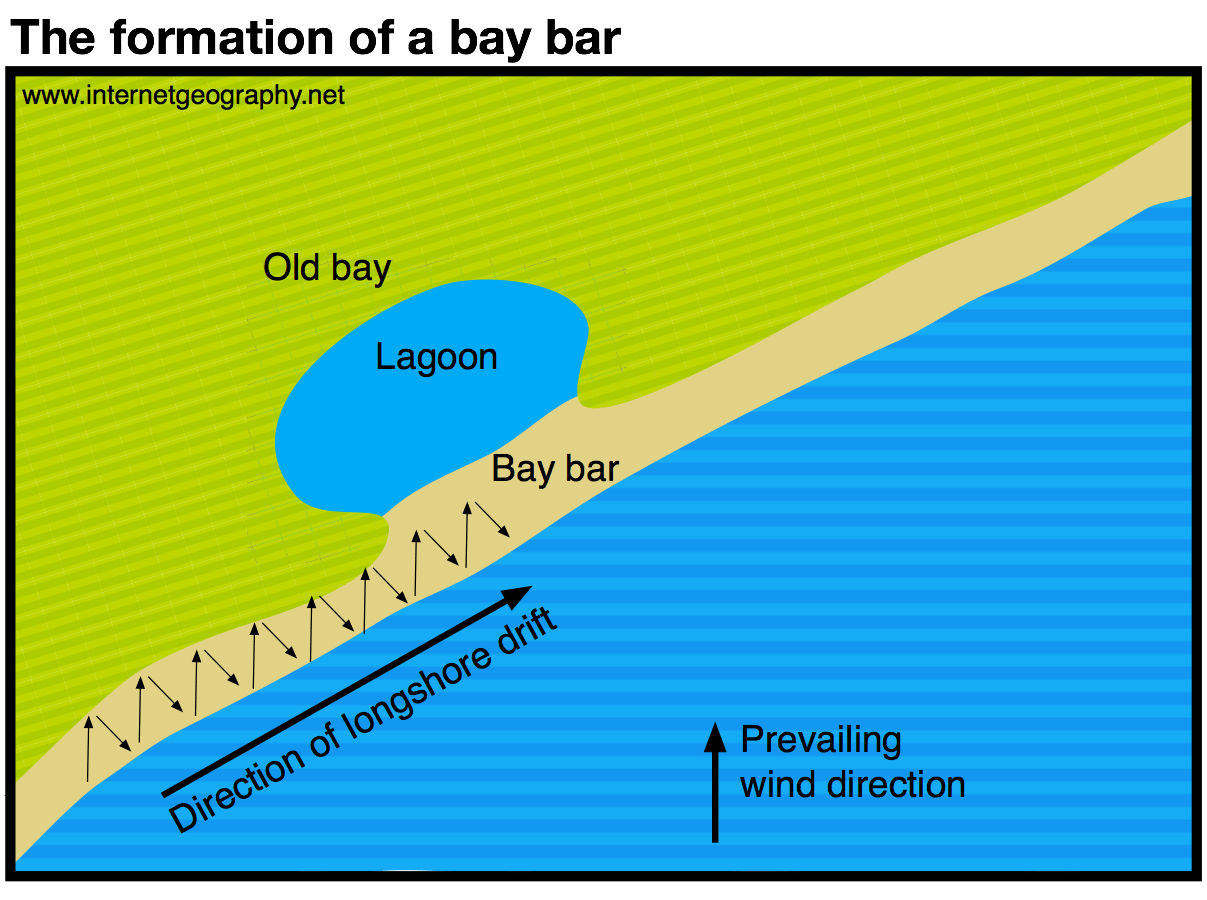 The formation of a bay bar
www.internetgeography.net
Old bay
Lagoon
Bay bar
Direction of longshore drift
Prevailing
wind direction